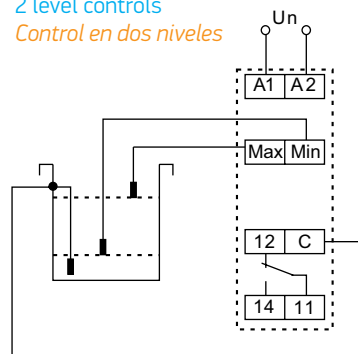 2 level controls
Control en dos niveles
Un
A1 A2
Max Min
12 C
14 11